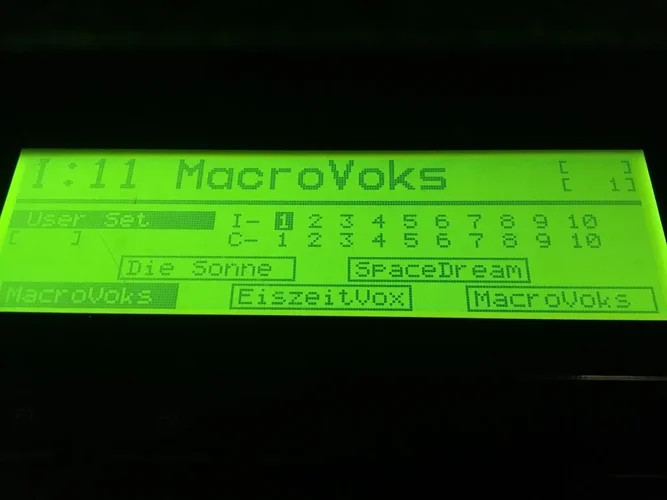 I:11 MacroVoks [ ]
[ 1]
User Set I- 1 2 3 4 5 6 7 8 9 10
[ ] C- 1 2 3 4 5 6 7 8 9 10
Die Sonne SpaceDream
MacroVoks EiszeitVox MacroVoks